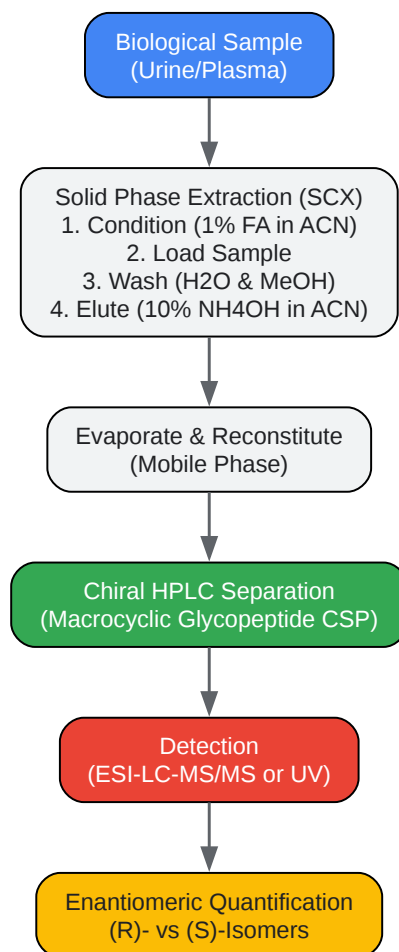 Biological Sample
(Urine/Plasma)
Solid Phase Extraction (SCX)
1. Condition (1% FA in ACN)
2. Load Sample
3. Wash (H2O & MeOH)
4. Elute (10% NH4OH in ACN)
Evaporate & Reconstitute
(Mobile Phase)
Chiral HPLC Separation
(Macrocyclic Glycopeptide CSP)
Detection
(ESI-LC-MS/MS or UV)
Enantiomeric Quantification
(R)- vs (S)-Isomers